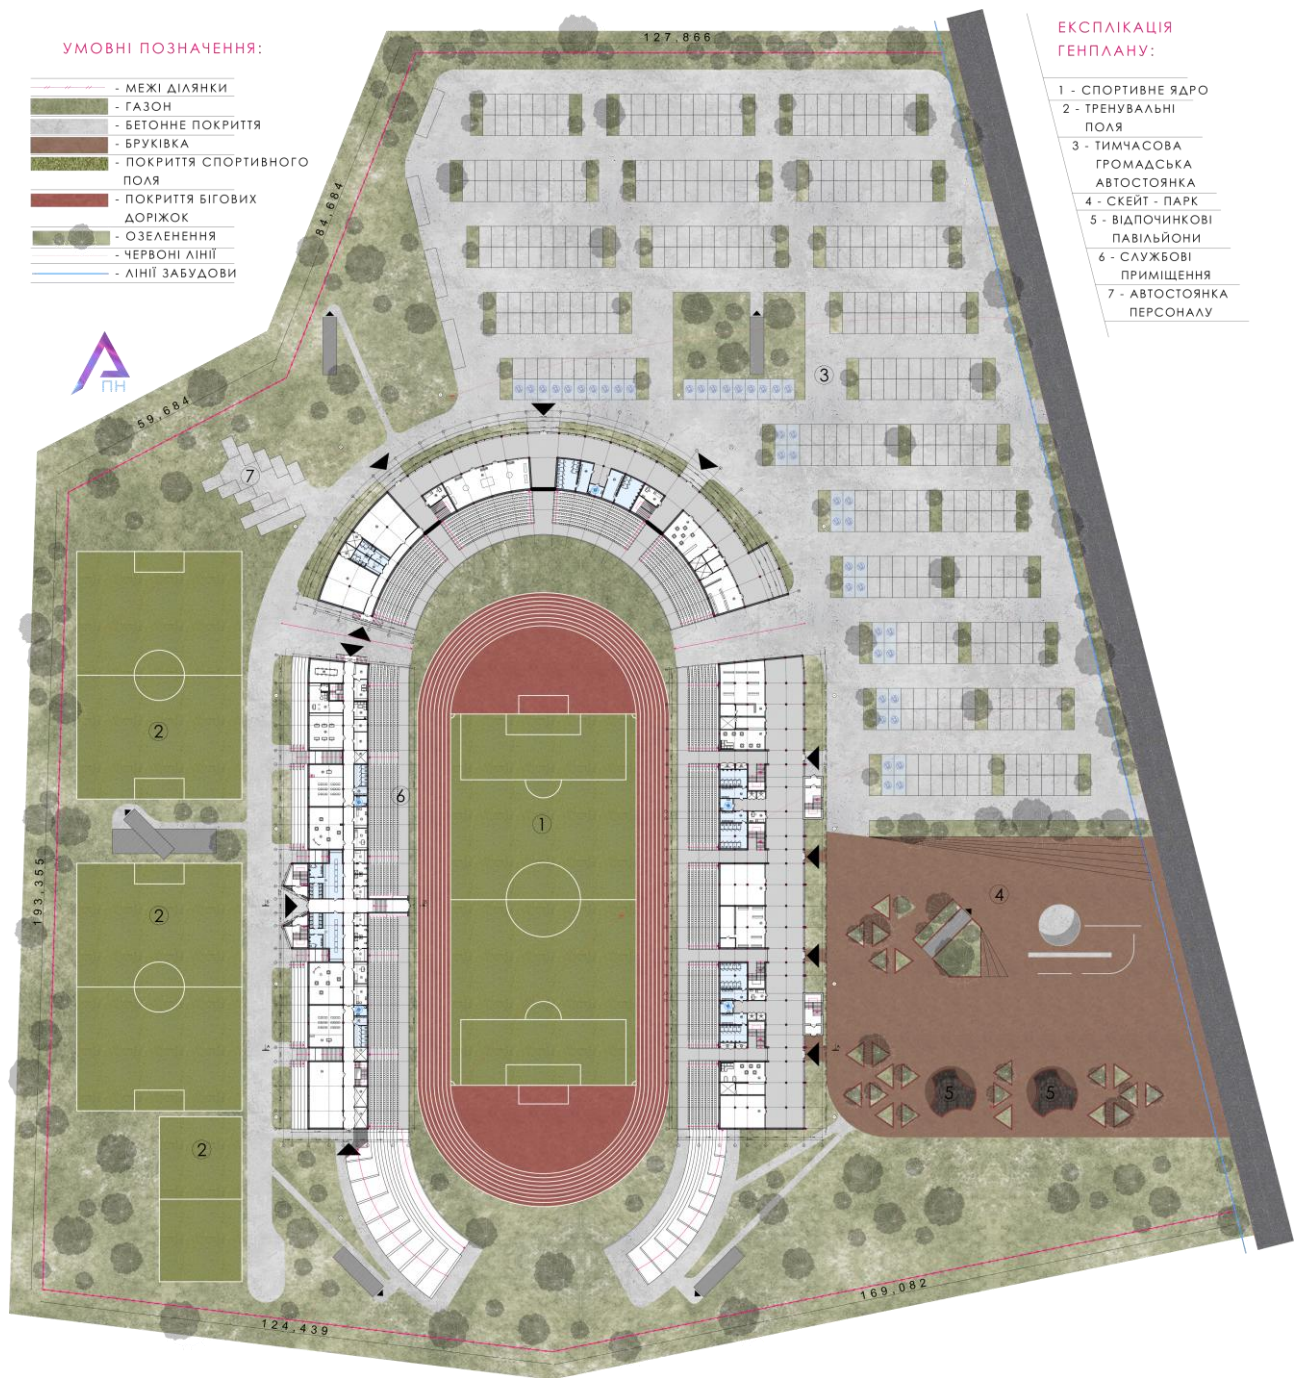 УМОВНІ ПОЗНАЧЕННЯ:
- МЕЖІ ДІЛЯНКИ
- ГАЗОН
- БЕТОННЕ ПОКРИТТЯ
- БРУКІВКА
- ПОКРИТТЯ СПОРТИВНОГО
ПОЛЯ
- ПОКРИТТЯ БІГОВИХ
ДОРІЖОК
- ОЗЕЛЕНЕННЯ
- ЧЕРВОНІ ЛІНІЇ
- ЛІНІЇ ЗАБУДОВИ
ПН
ЕКСПЛІКАЦІЯ
ГЕНПЛАНУ:
1 - СПОРТИВНЕ ЯДРО
2 - ТРЕНУВАЛЬНІ
ПОЛЯ
3 - ТИМЧАСОВА
ГРОМАДСЬКА
АВТОСТОЯНКА
4 - СКЕЙТ - ПАРК
5 - ВІДПОЧИНКОВІ
ПАВІЛЬЙОНИ
6 - СЛУЖБОВІ
ПРИМІЩЕННЯ
7 - АВТОСТОЯНКА
ПЕРСОНАЛУ
127,866
84,684
59,684
3
7
2
6
1
4
193,355
2
5
5
2
169,082
124,439